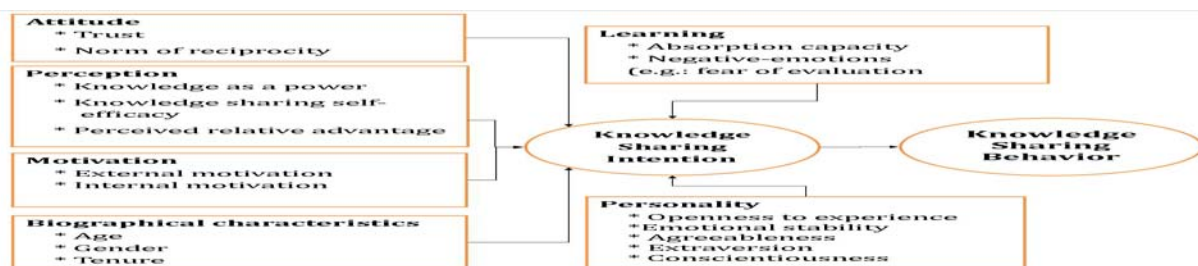 Attitude
* Trust
* Norm of reciprocity
Perception
* Knowledge as a power
* Knowledge sharing self-
efficacy
* Perceived relative advantage
Motivation
* External motivation
* Internal motivation
Biographical characteristics
* Age
* Gender
* Tenure
Learning
* Absorption capacity
* Negative-emotions
(e.g.: fear of evaluation
Knowledge
Sharing
Intention
Knowledge
Sharing
Behavior
Personality
* Openness to experience
*Emotional stability
* Agreeableness
* Extraversion
* Conscientiousness